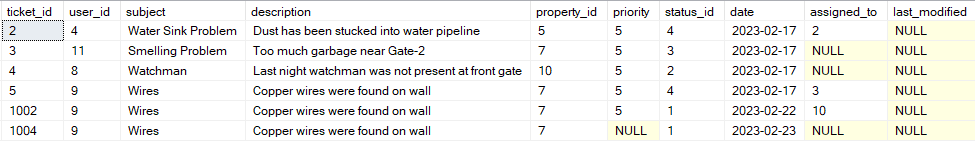 ticket_id user_id subject description property_id priority status_id date assigned_to last_modified
2 4 Water Sink Problem Dust has been stucked into water pipeline 5 5 4 2023-02-17 2 NULL
3 11 Smelling Problem Too much garbage near Gate-2 7 5 3 2023-02-17 NULL NULL
4 8 Watchman Last night watchman was not present at front gate 10 5 2 2023-02-17 NULL NULL
5 9 Wires Copper wires were found on wall 7 5 4 2023-02-17 3 NULL
1002 9 Wires Copper wires were found on wall 7 5 1 2023-02-22 10 NULL
1004 9 Wires Copper wires were found on wall 7 NULL 1 2023-02-23 NULL NULL